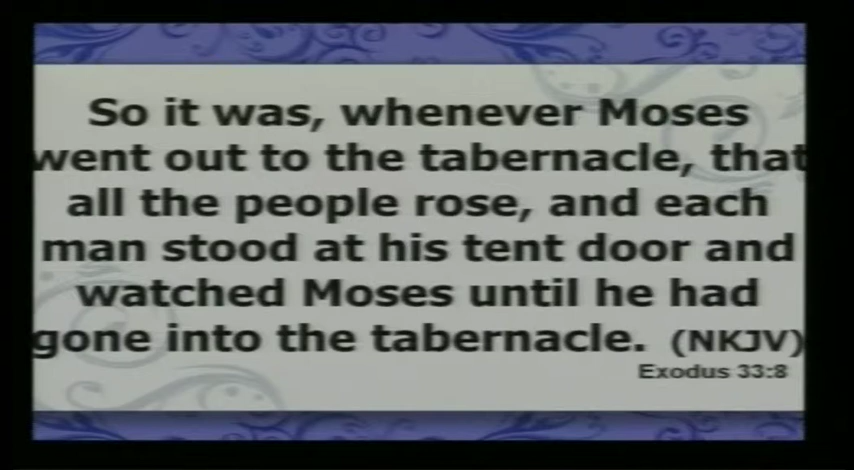 So it was, whenever Moses
went out to the tabernacle, that
all the people rose, and each
man stood at his tent door and
watched Moses until he had
gone into the tabernacle. (NKJV)
Exodus 33:8